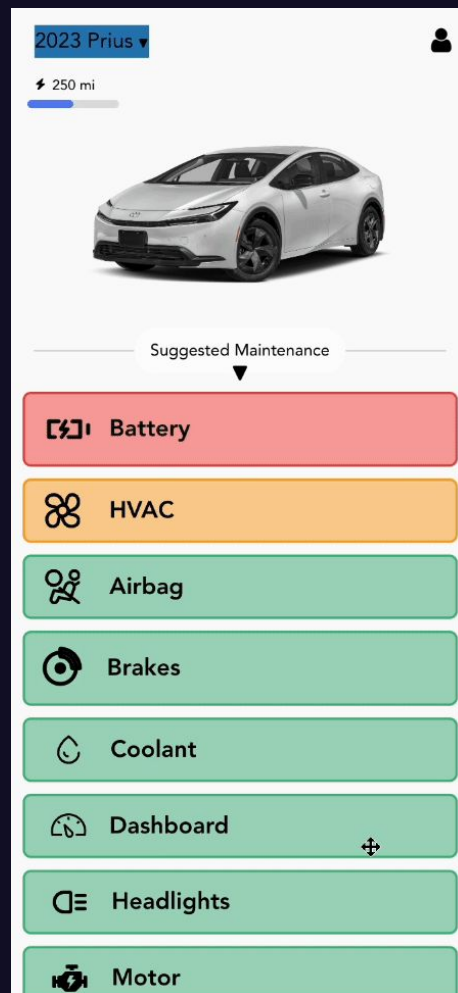 2023 Prius ▾
250 mi
Suggested Maintenance
Battery
HVAC
Airbag
Brakes
Coolant
Dashboard
Headlights
Motor